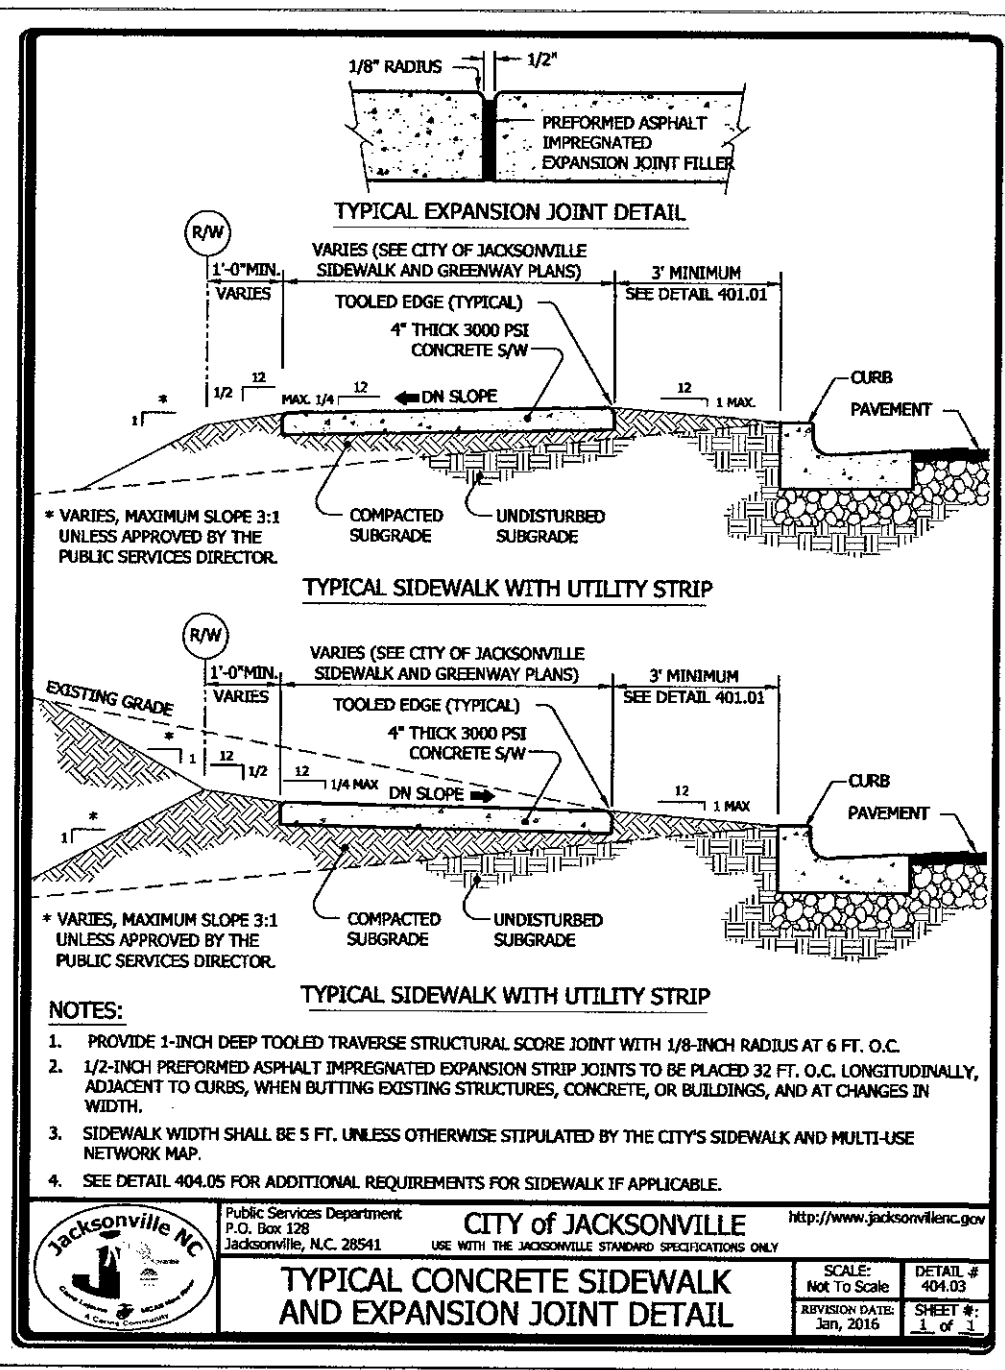 1/8" RADIUS
1/2"
PREFORMED ASPHALT
IMPREGNATED
EXPANSION JOINT FILLER
TYPICAL EXPANSION JOINT DETAIL
R/W
1'-0"MIN.
VARIES
VARIES (SEE CITY OF JACKSONVILLE
SIDEWALK AND GREENWAY PLANS)
3' MINIMUM
SEE DETAIL 401.01
TOOLED EDGE (TYPICAL)
4" THICK 3000 PSI
CONCRETE S/W
*
1
1/2
12
MAX. 1/4
12
DN SLOPE
12
1 MAX.
CURB
PAVEMENT
* VARIES, MAXIMUM SLOPE 3:1
UNLESS APPROVED BY THE
PUBLIC SERVICES DIRECTOR.
COMPACTED
SUBGRADE
UNDISTURBED
SUBGRADE
TYPICAL SIDEWALK WITH UTILITY STRIP
R/W
1'-0"MIN.
VARIES
VARIES (SEE CITY OF JACKSONVILLE
SIDEWALK AND GREENWAY PLANS)
3' MINIMUM
SEE DETAIL 401.01
EXISTING GRADE
TOOLED EDGE (TYPICAL)
4" THICK 3000 PSI
CONCRETE S/W
*
1
12
1/2
12
1/4 MAX
DN SLOPE
12
1 MAX
CURB
PAVEMENT
*
1
* VARIES, MAXIMUM SLOPE 3:1
UNLESS APPROVED BY THE
PUBLIC SERVICES DIRECTOR.
COMPACTED
SUBGRADE
UNDISTURBED
SUBGRADE
TYPICAL SIDEWALK WITH UTILITY STRIP
NOTES:
1. PROVIDE 1-INCH DEEP TOOLED TRAVERSE STRUCTURAL SCORE JOINT WITH 1/8-INCH RADIUS AT 6 FT. O.C.
2. 1/2-INCH PREFORMED ASPHALT IMPREGNATED EXPANSION STRIP JOINTS TO BE PLACED 32 FT. O.C. LONGITUDINALLY,
ADJACENT TO CURBS, WHEN BUTTING EXISTING STRUCTURES, CONCRETE, OR BUILDINGS, AND AT CHANGES IN
WIDTH.
3. SIDEWALK WIDTH SHALL BE 5 FT. UNLESS OTHERWISE STIPULATED BY THE CITY'S SIDEWALK AND MULTI-USE
NETWORK MAP.
4. SEE DETAIL 404.05 FOR ADDITIONAL REQUIREMENTS FOR SIDEWALK IF APPLICABLE.
Jacksonville NC
Camp Lejeune
MCAS New River
A Caring Community
Public Services Department
P.O. Box 128
Jacksonville, N.C. 28541
CITY of JACKSONVILLE
USE WITH THE JACKSONVILLE STANDARD SPECIFICATIONS ONLY
http://www.jacksonvillenc.gov
TYPICAL CONCRETE SIDEWALK
AND EXPANSION JOINT DETAIL
SCALE:
Not To Scale
DETAIL #
404.03
REVISION DATE:
Jan, 2016
SHEET #:
1 of 1